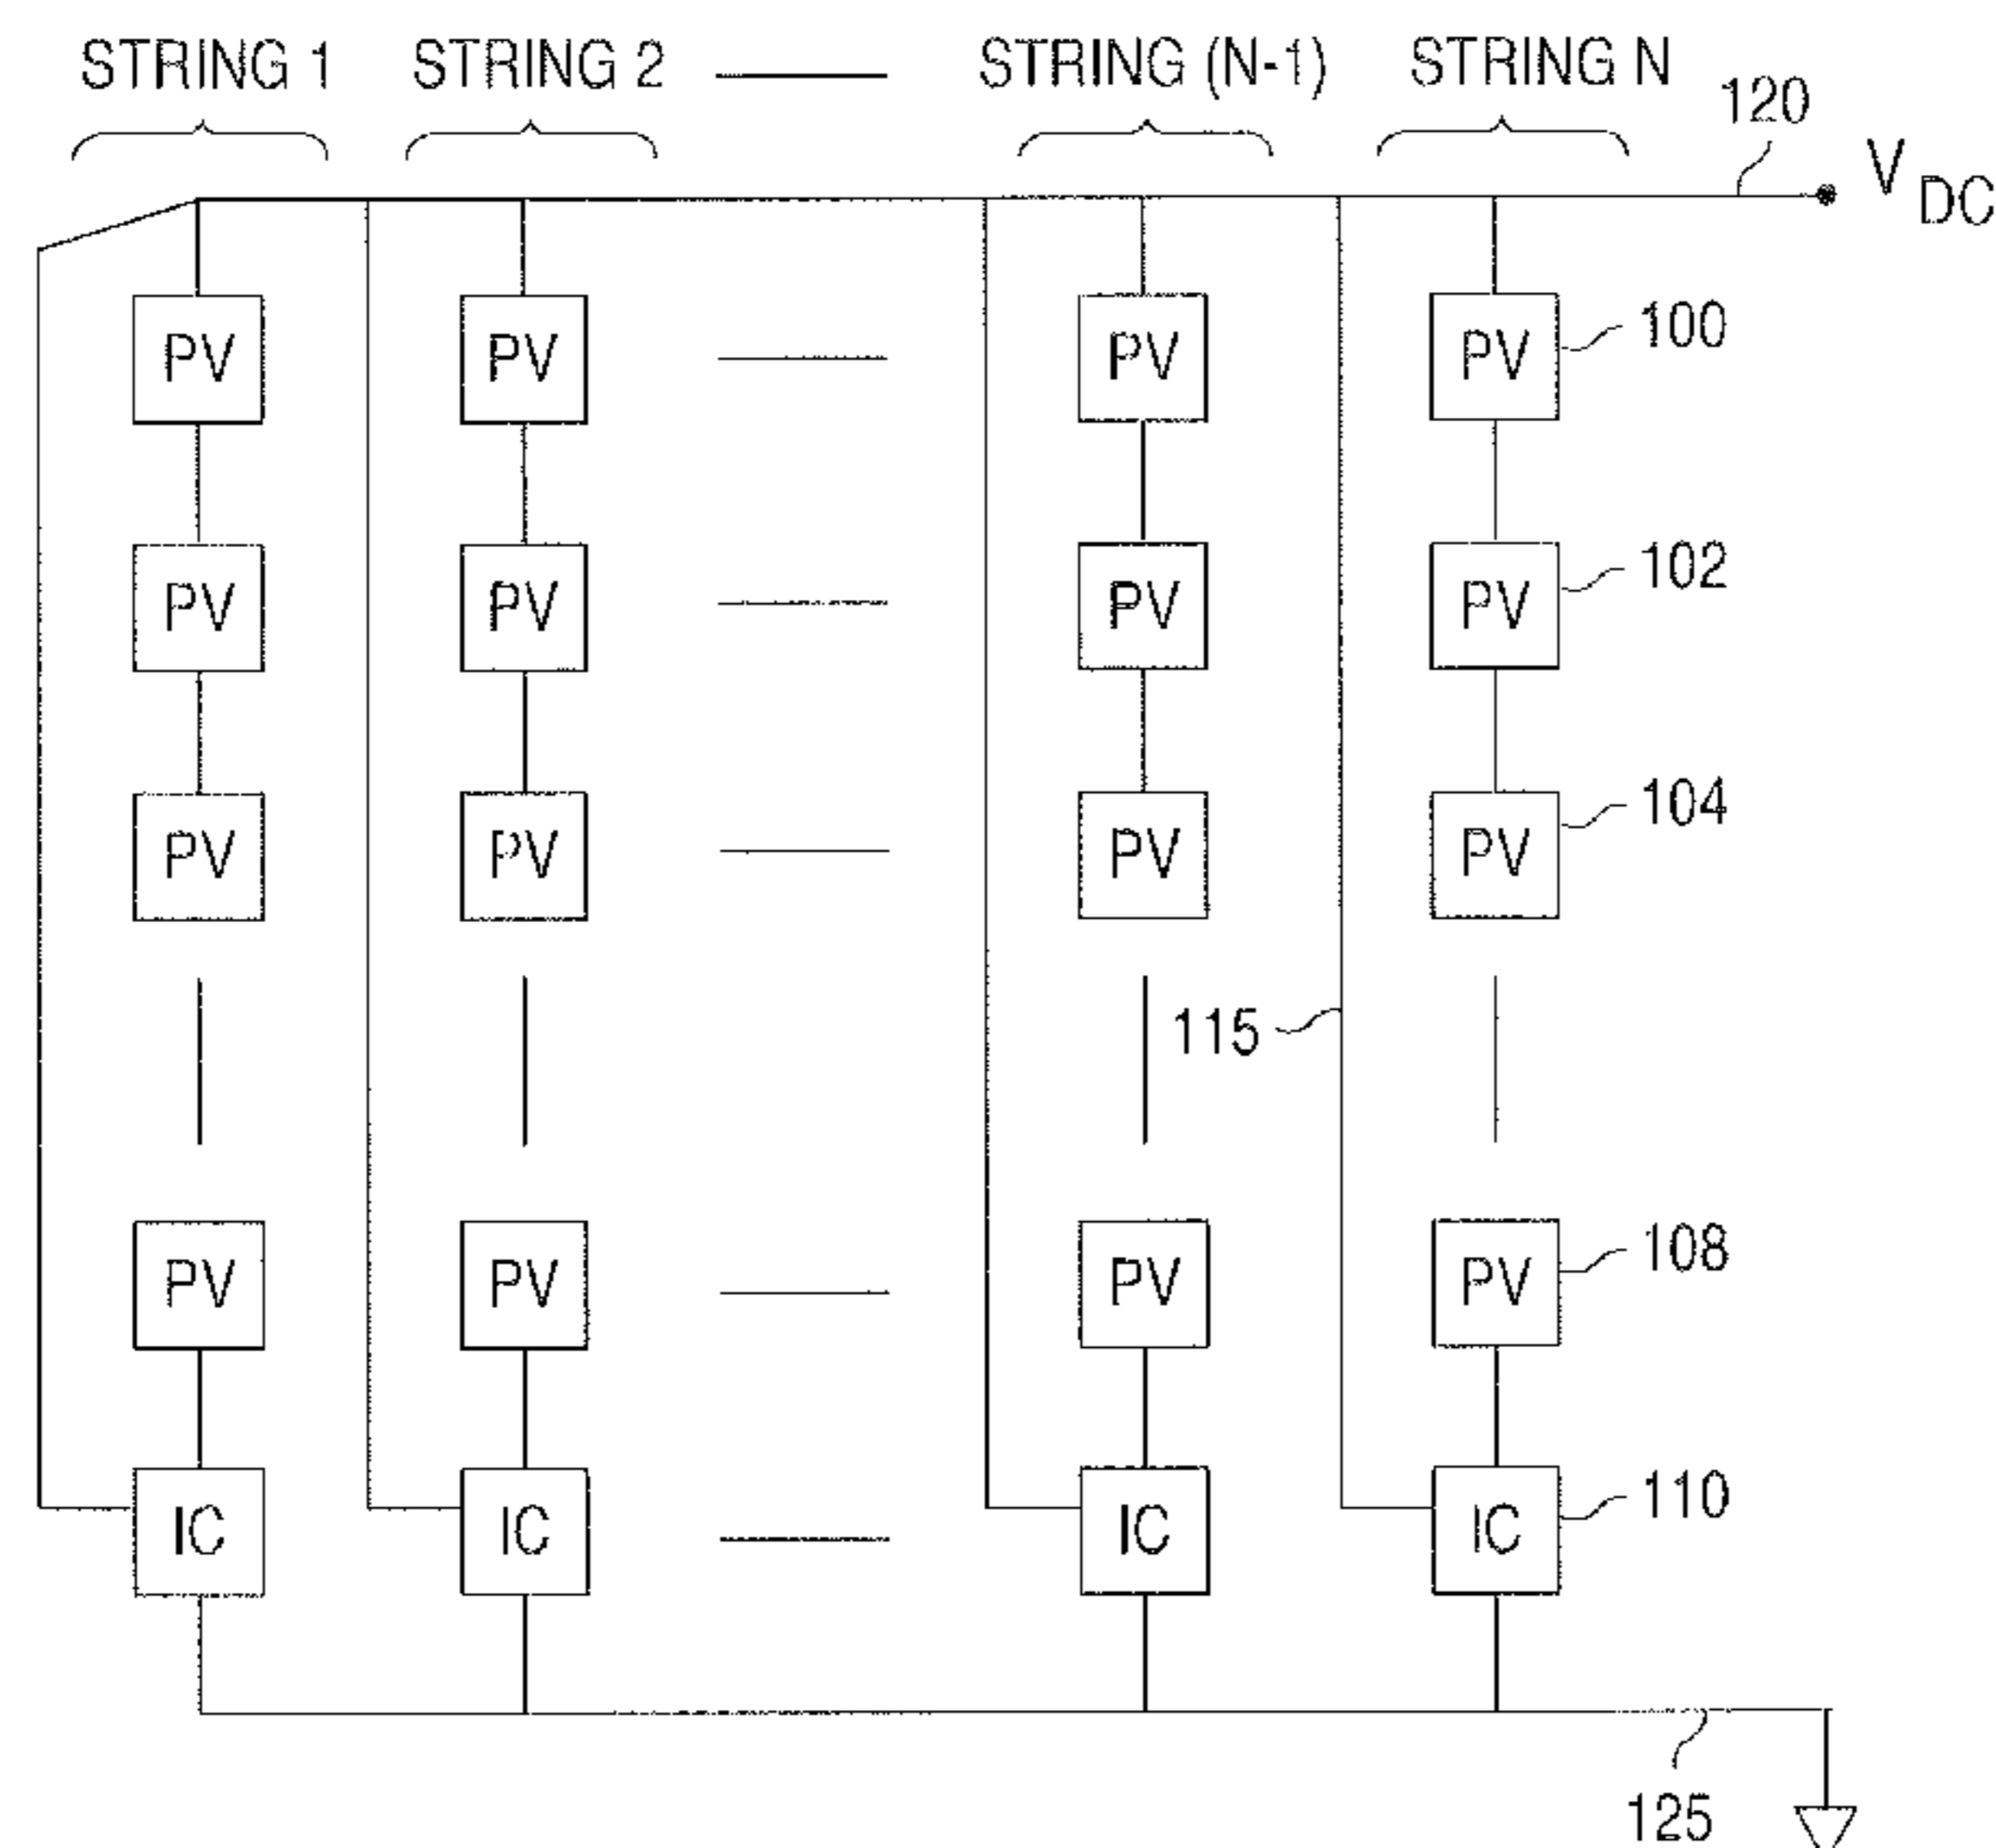 STRING 1 STRING 2 STRING (N-1) STRING N
120
V DC
PV PV PV PV 100
PV PV PV PV 102
PV PV PV PV 104
115
PV PV PV PV 108
IC IC IC IC 110
125